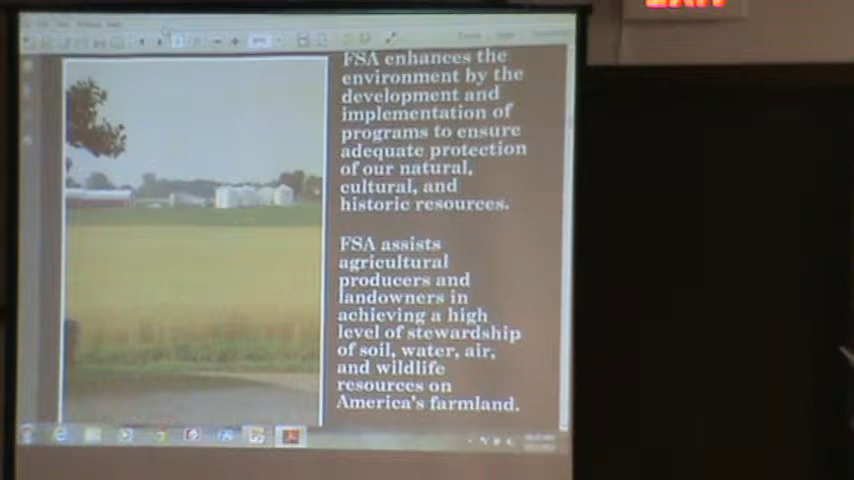 EXIT
FSA enhances the
environment by the
development and
implementation of
programs to ensure
adequate protection
of our natural,
cultural, and
historic resources.
FSA assists
agricultural
producers and
landowners in
achieving a high
level of stewardship
of soil, water, air,
and wildlife
resources on
America's farmland.